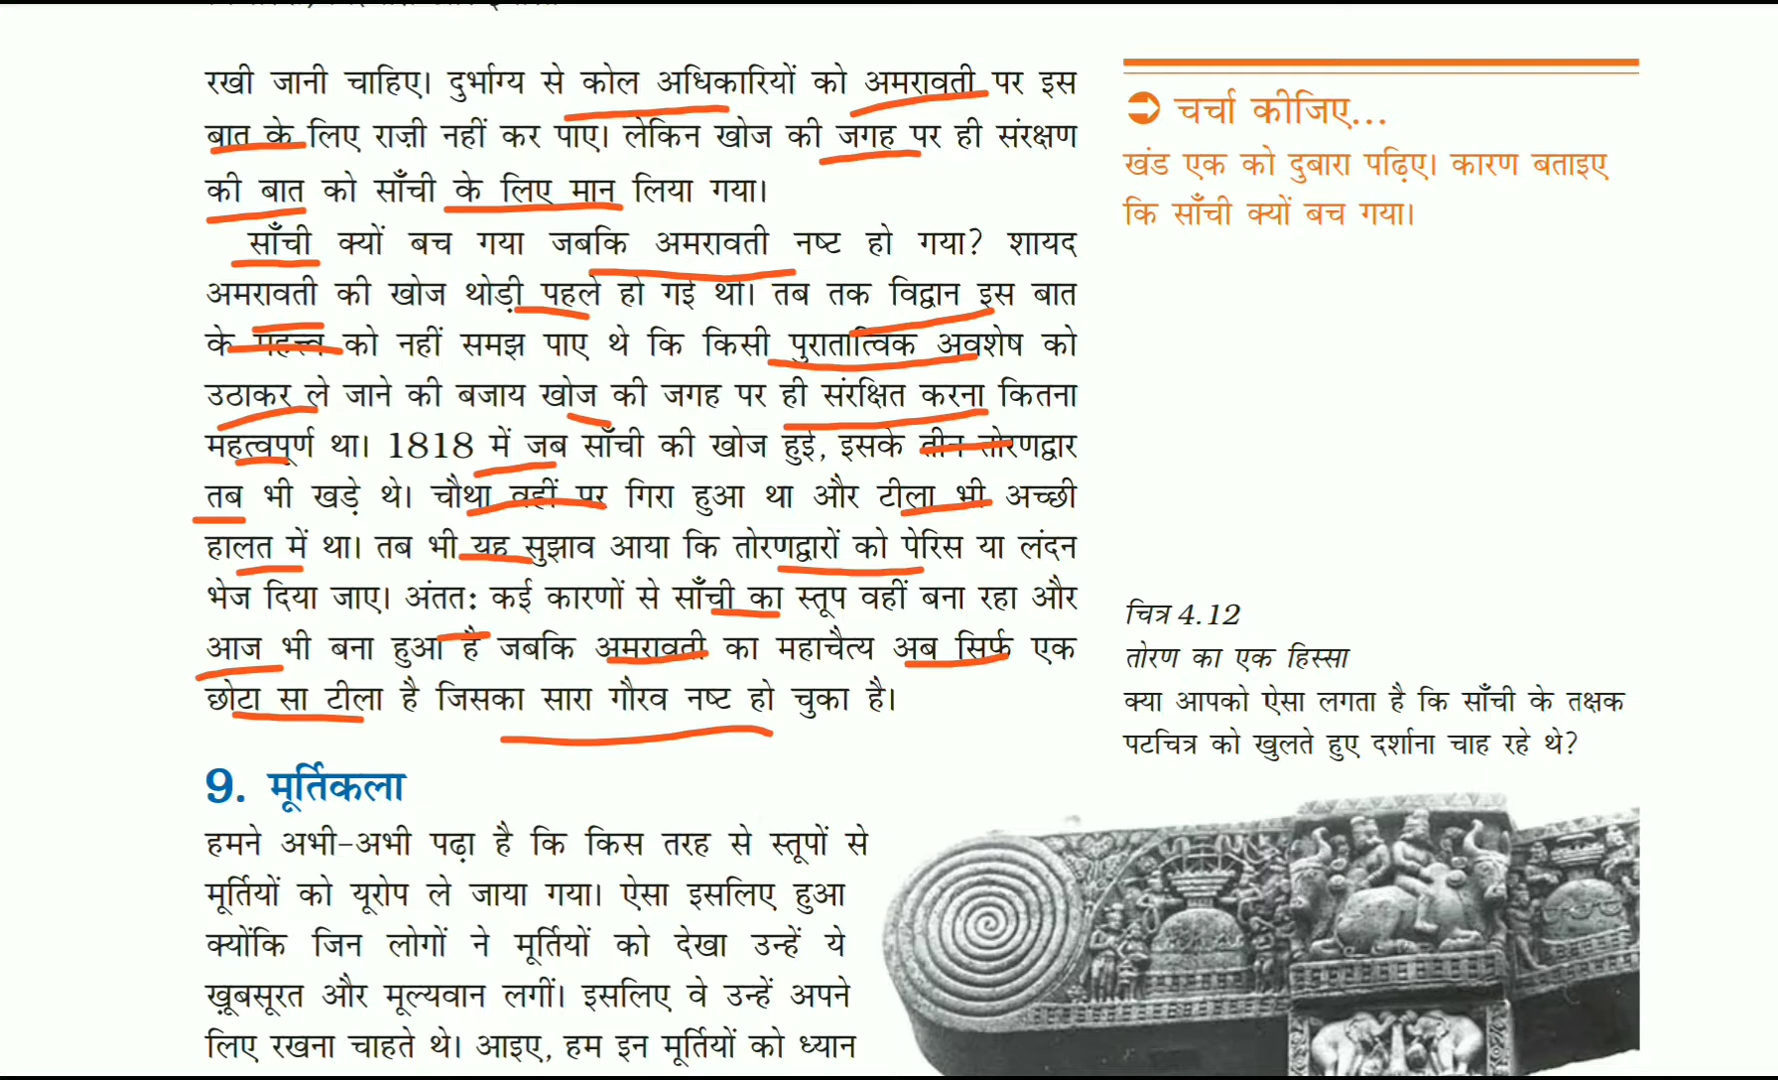 रखी जानी चाहिए। दुर्भाग्य से कोल अधिकारियों को अमरावती पर इस
बात के लिए राज़ी नहीं कर पाए। लेकिन खोज की जगह पर ही संरक्षण
की बात को साँची के लिए मान लिया गया।
साँची क्यों बच गया जबकि अमरावती नष्ट हो गया? शायद
अमरावती की खोज थोड़ी पहले हो गई थी। तब तक विद्वान इस बात
के महत्त्व को नहीं समझ पाए थे कि किसी पुरातात्विक अवशेष को
उठाकर ले जाने की बजाय खोज की जगह पर ही संरक्षित करना कितना
महत्वपूर्ण था। 1818 में जब साँची की खोज हुई, इसके तीन तोरणद्वार
तब भी खड़े थे। चौथा वहीं पर गिरा हुआ था और टीला भी अच्छी
हालत में था। तब भी यह सुझाव आया कि तोरणद्वारों को पेरिस या लंदन
भेज दिया जाए। अंतत: कई कारणों से साँची का स्तूप वहीं बना रहा और
आज भी बना हुआ है जबकि अमरावती का महाचैत्य अब सिर्फ़ एक
छोटा सा टीला है जिसका सारा गौरव नष्ट हो चुका है।
9. मूर्तिकला
हमने अभी-अभी पढ़ा है कि किस तरह से स्तूपों से
मूर्तियों को यूरोप ले जाया गया। ऐसा इसलिए हुआ
क्योंकि जिन लोगों ने मूर्तियों को देखा उन्हें ये
ख़ूबसूरत और मूल्यवान लगीं। इसलिए वे उन्हें अपने
लिए रखना चाहते थे। आइए, हम इन मूर्तियों को ध्यान
चर्चा कीजिए...
खंड एक को दुबारा पढ़िए। कारण बताइए
कि साँची क्यों बच गया।
चित्र 4.12
तोरण का एक हिस्सा
क्या आपको ऐसा लगता है कि साँची के तक्षक
पटचित्र को खुलते हुए दर्शाना चाह रहे थे?